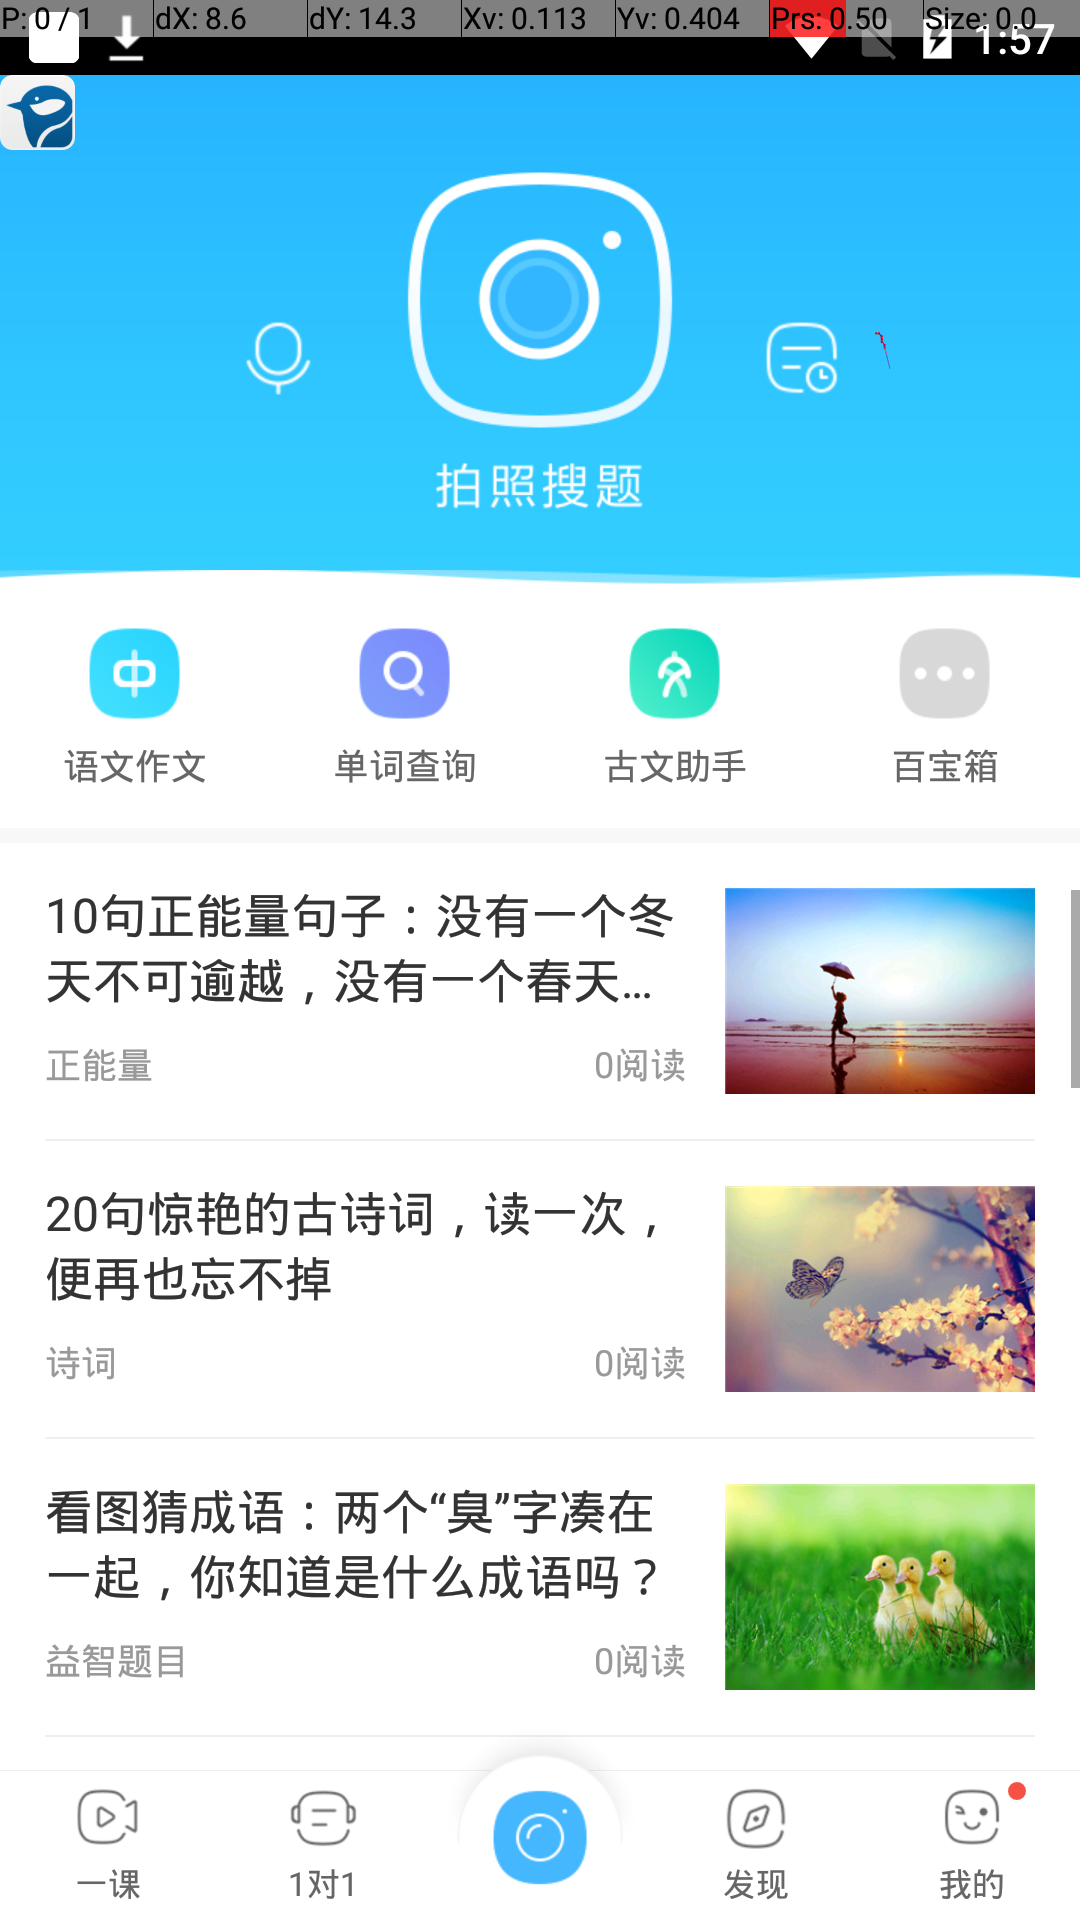 P: 0 / 1 dX: 8.6 dY: 14.3 Xv: 0.113 Yv: 0.404 Prs: 0.50 Size: 0.0
1:57
拍照搜题
语文作文 单词查询 古文助手 百宝箱
10句正能量句子：没有一个冬
天不可逾越，没有一个春天...
正能量 0阅读
20句惊艳的古诗词，读一次，
便再也忘不掉
诗词 0阅读
看图猜成语：两个“臭”字凑在
一起，你知道是什么成语吗？
益智题目 0阅读
一课 1对1 发现 我的